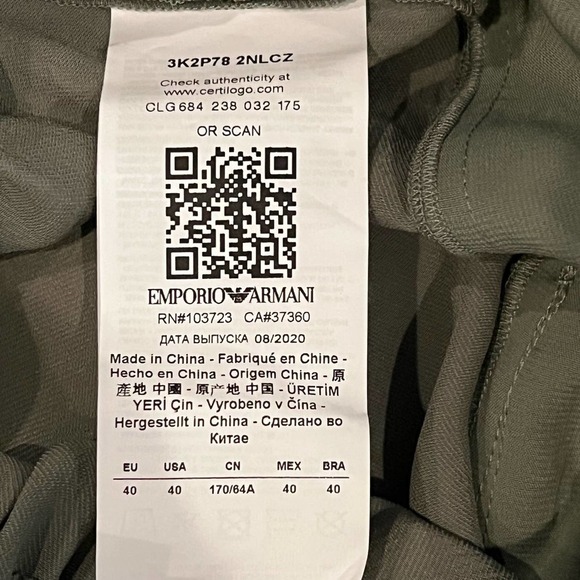 3K2P78 2NLCZ
Check authenticity at
www.certilogo.com
CLG 684 238 032 175
OR SCAN
EMPORIO ARMANI
RN#103723 CA#37360
ДАТА ВЫПУСКА 08/2020
Made in China - Fabriqué en Chine -
Hecho en China - Origem China - 原
產地 中國 - 原产地 中国 - ÜRETİM
YERİ Çin - Vyrobeno v Čína -
Hergestellt in China - Сделано во
Китае
EU USA CN MEX BRA
40 40 170/64A 40 40